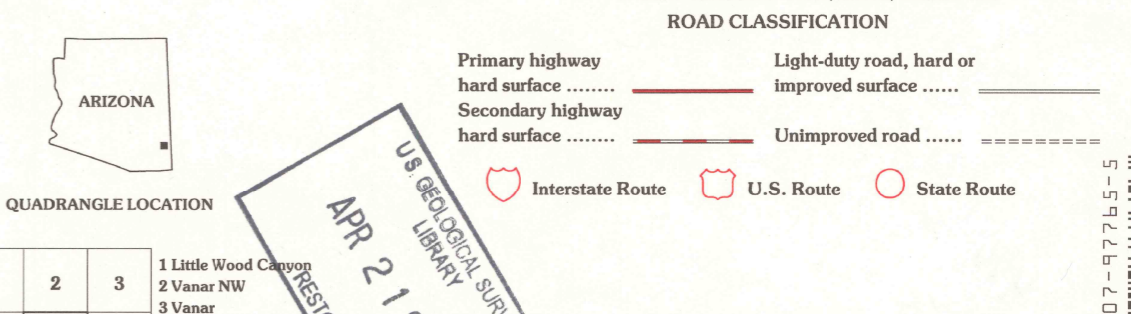 ROAD CLASSIFICATION
Primary highway
hard surface ........
Light-duty road, hard or
improved surface ......
Secondary highway
hard surface ........
Unimproved road ......
Interstate Route
U.S. Route
State Route
ARIZONA
QUADRANGLE LOCATION
2
3
1 Little Wood Canyon
2 Vanar NW
3 Vanar
U.S. GEOLOGICAL
LIBRARY
APR 2 1
07-97765-5